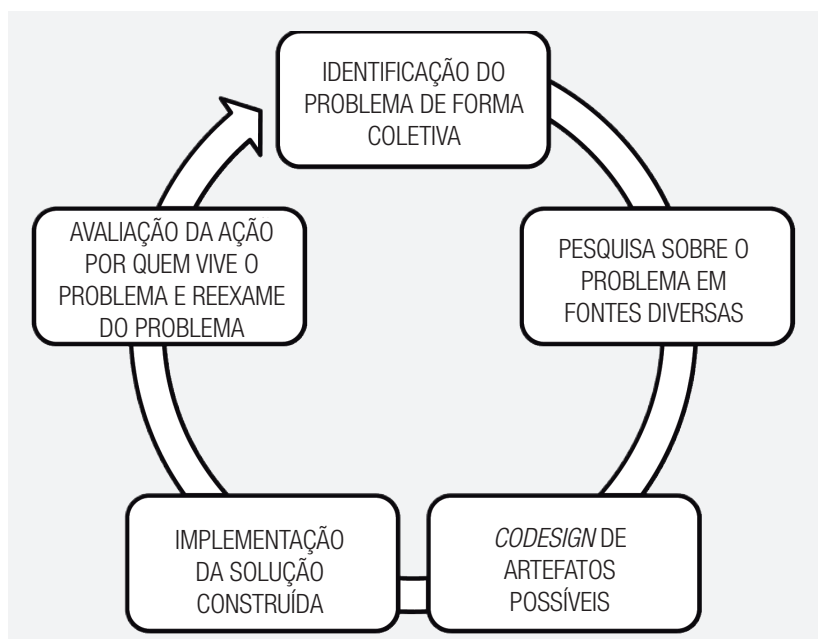 IDENTIFICAÇÃO DO
PROBLEMA DE FORMA
COLETIVA
PESQUISA SOBRE O
PROBLEMA EM
FONTES DIVERSAS
CODESIGN DE
ARTEFATOS
POSSÍVEIS
IMPLEMENTAÇÃO
DA SOLUÇÃO
CONSTRUÍDA
AVALIAÇÃO DA AÇÃO
POR QUEM VIVE O
PROBLEMA E REEXAME
DO PROBLEMA